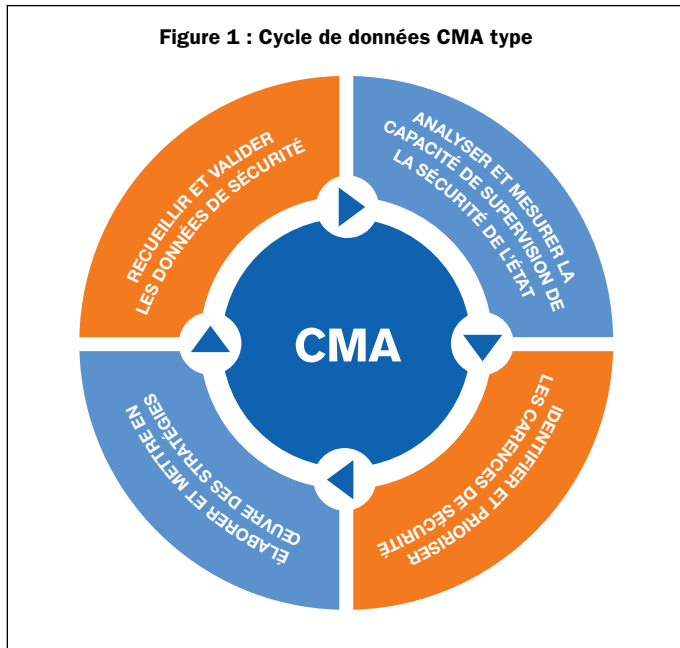 Figure 1 : Cycle de données CMA type
RECUEILLIR ET VALIDER
LES DONNÉES DE SÉCURITÉ
ANALYSER ET MESURER LA
CAPACITÉ DE SUPERVISION DE
LA SÉCURITÉ DE L'ÉTAT
CMA
IDENTIFIER ET PRIORISER
LES CARENCES DE SÉCURITÉ
ÉLABORER ET METTRE EN
ŒUVRE DES STRATÉGIES